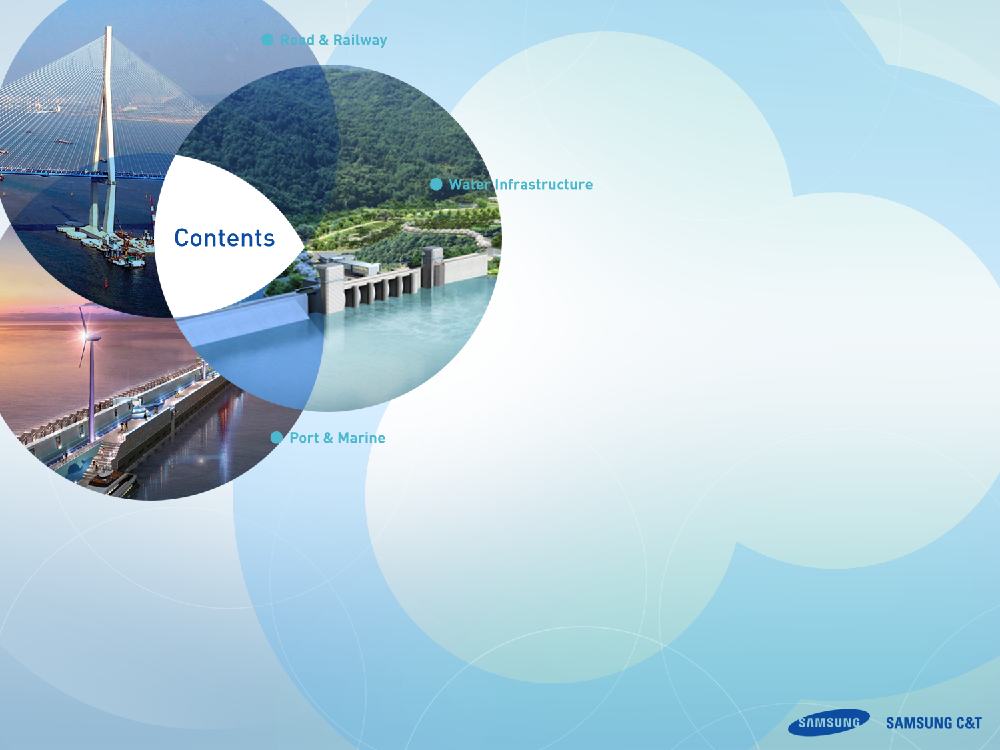 Road & Railway
Water Infrastructure
Contents
Port & Marine
SAMSUNG SAMSUNG C&T